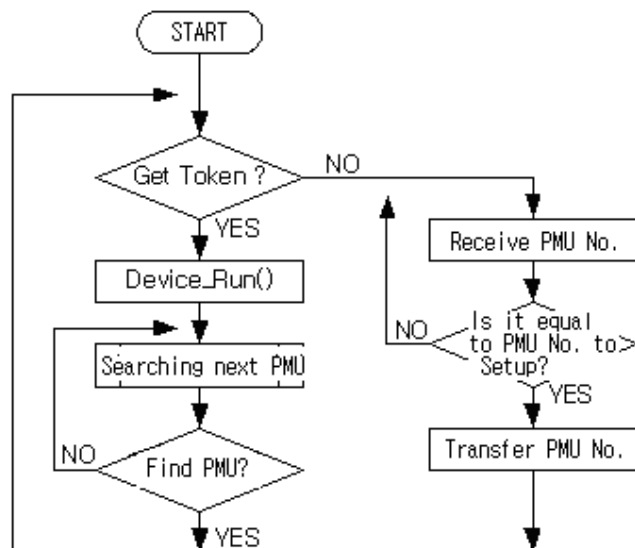 START
Get Token ?
NO
YES
Receive PMU No.
Device_Run()
NO
Is it equal
to PMU No. to
Setup?
Searching next PMU
YES
NO
Find PMU?
Transfer PMU No.
YES